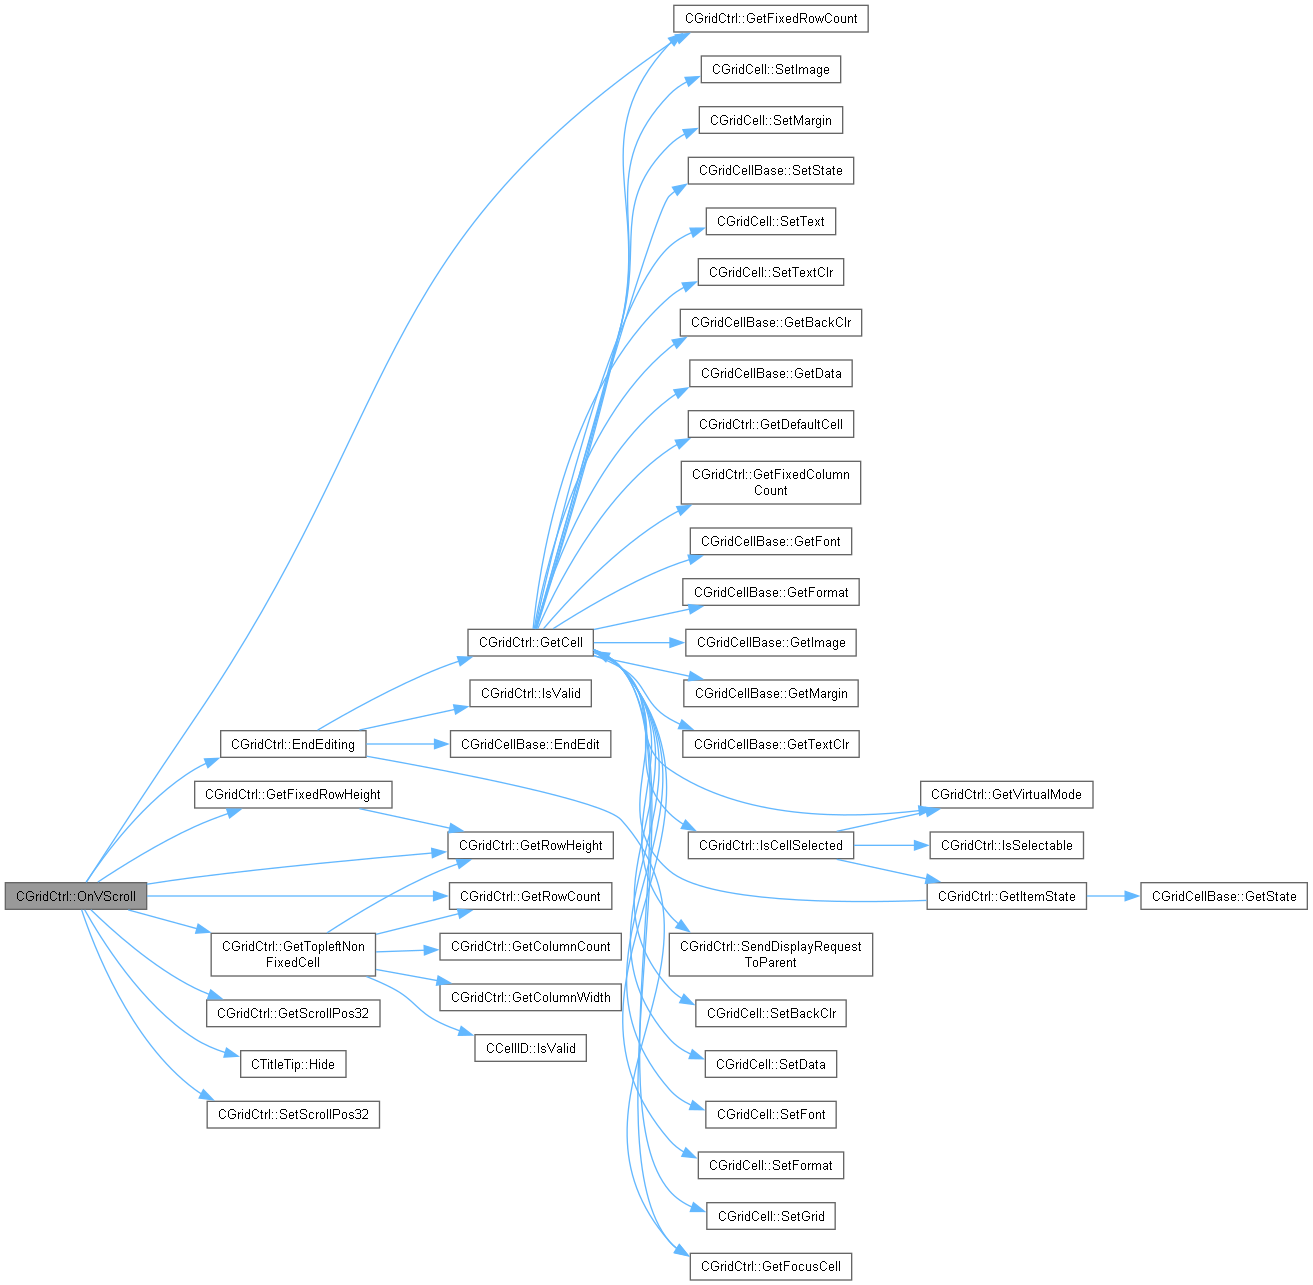 CGridCtrl::GetFixedRowCount
CGridCell::SetImage
CGridCell::SetMargin
CGridCellBase::SetState
CGridCell::SetText
CGridCell::SetTextClr
CGridCellBase::GetBackClr
CGridCellBase::GetData
CGridCtrl::GetDefaultCell
CGridCtrl::GetFixedColumn
Count
CGridCellBase::GetFont
CGridCellBase::GetFormat
CGridCtrl::GetCell
CGridCellBase::GetImage
CGridCtrl::IsValid
CGridCellBase::GetMargin
CGridCtrl::EndEditing
CGridCellBase::EndEdit
CGridCellBase::GetTextClr
CGridCtrl::GetFixedRowHeight
CGridCtrl::GetVirtualMode
CGridCtrl::GetRowHeight
CGridCtrl::IsCellSelected
CGridCtrl::IsSelectable
CGridCtrl::OnVScroll
CGridCtrl::GetRowCount
CGridCtrl::GetItemState
CGridCellBase::GetState
CGridCtrl::GetTopleftNon
FixedCell
CGridCtrl::GetColumnCount
CGridCtrl::SendDisplayRequest
ToParent
CGridCtrl::GetColumnWidth
CGridCtrl::GetScrollPos32
CGridCell::SetBackClr
CCellID::IsValid
CTitleTip::Hide
CGridCell::SetData
CGridCtrl::SetScrollPos32
CGridCell::SetFont
CGridCell::SetFormat
CGridCell::SetGrid
CGridCtrl::GetFocusCell